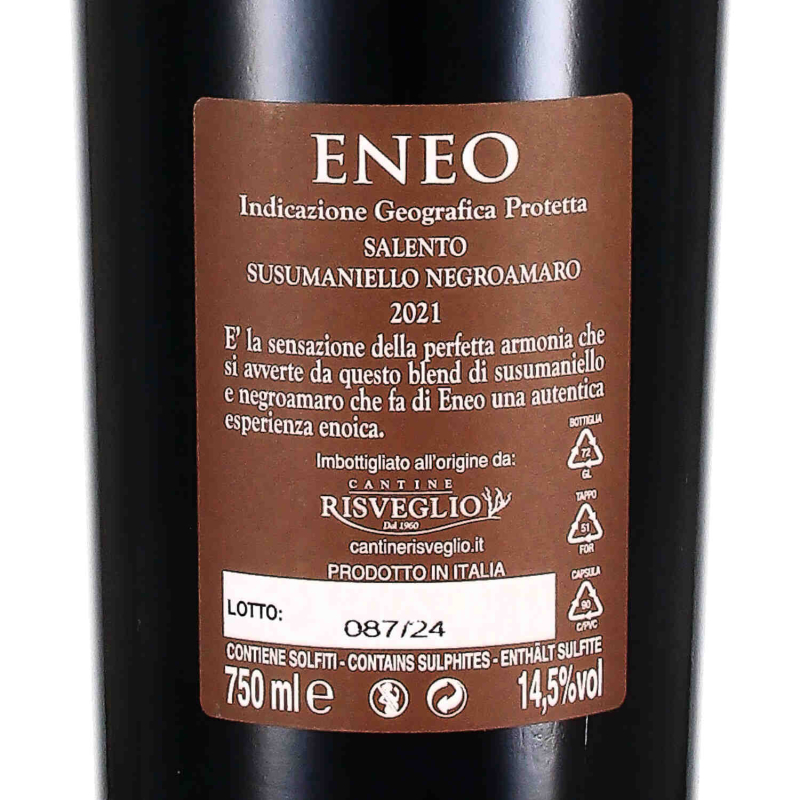 ENEO
Indicazione Geografica Protetta
SALENTO
SUSUMANIELLO NEGROAMARO
2021
E' la sensazione della perfetta armonia che
si avverte da questo blend di susumaniello
e negroamaro che fa di Eneo una autentica
esperienza enoica.
BOTTIGLIA
72
GL
Imbottigliato all'origine da:
CANTINE
RISVEGLIO
Dal 1960
cantinerisveglio.it
TAPPO
51
FOR
PRODOTTO IN ITALIA
CAPSULA
90
C/PVC
LOTTO:
087/24
CONTIENE SOLFITI - CONTAINS SULPHITES - ENTHÄLT SULFITE
750 ml ℮
14,5%vol